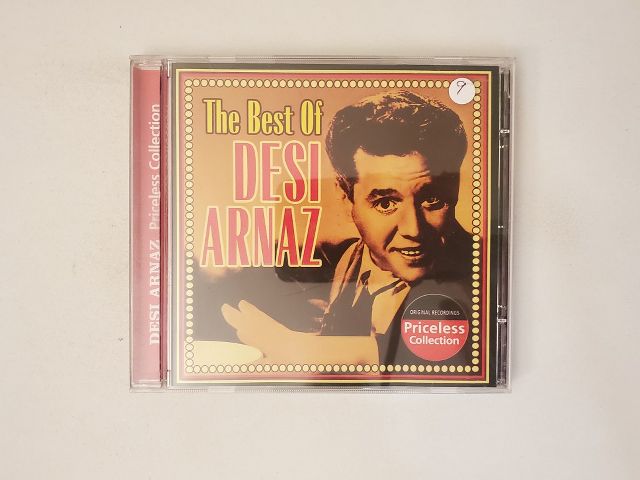 DESI ARNAZ Priceless Collection
The Best Of
DESI
ARNAZ
9
ORIGINAL RECORDINGS
Priceless
Collection